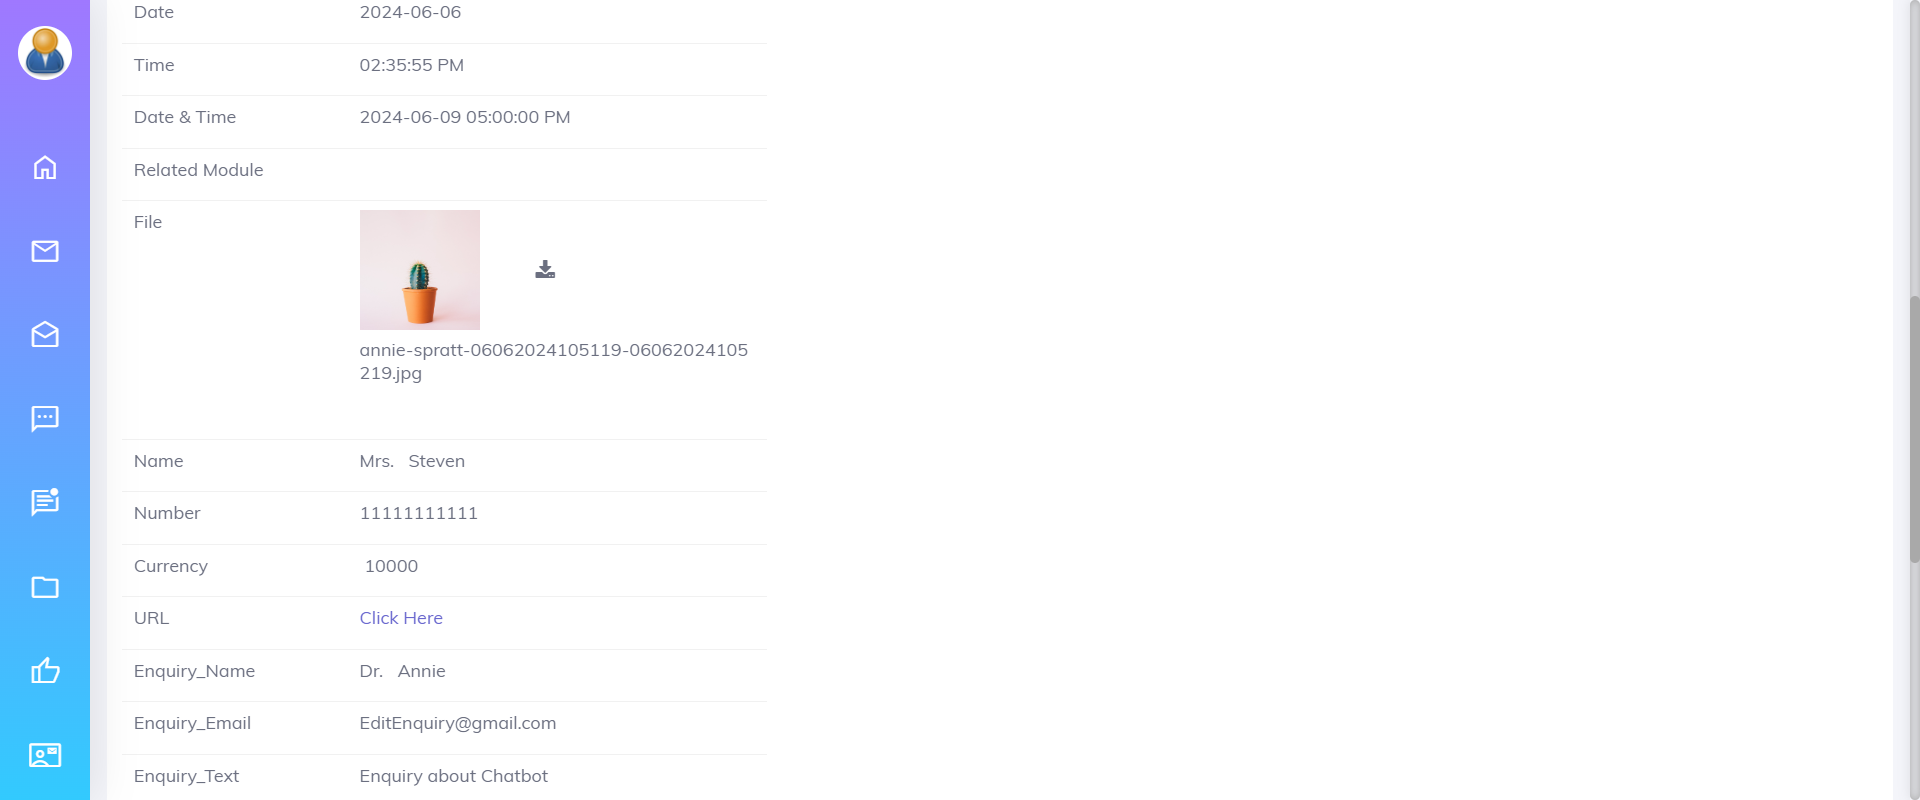 Date 2024-06-06
Time 02:35:55 PM
Date & Time 2024-06-09 05:00:00 PM
Related Module
File
annie-spratt-06062024105119-06062024105
219.jpg
Name Mrs. Steven
Number 11111111111
Currency 10000
URL Click Here
Enquiry_Name Dr. Annie
Enquiry_Email EditEnquiry@gmail.com
Enquiry_Text Enquiry about Chatbot